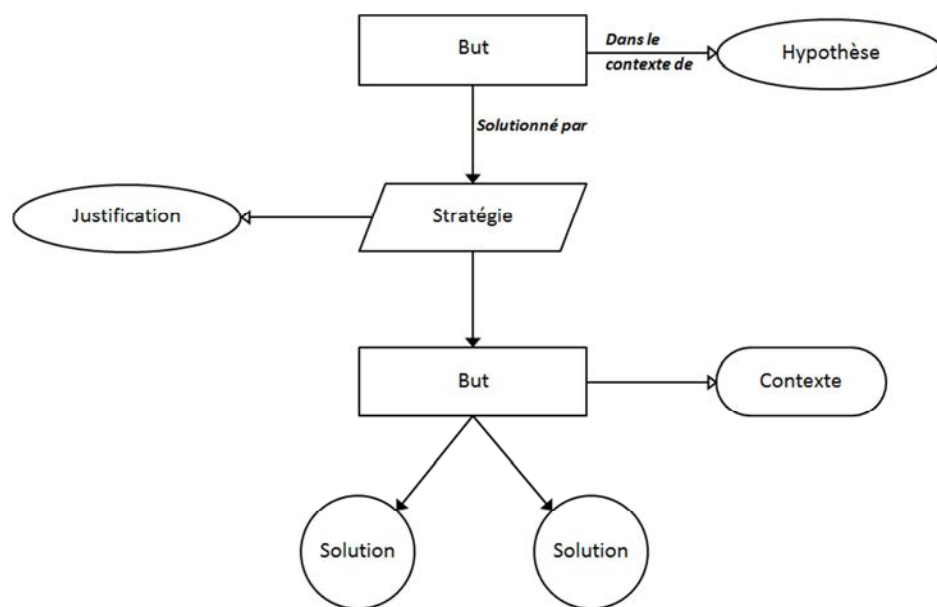 But
Dans le
contexte de
Hypothèse
Solutionné par
Justification
Stratégie
But
Contexte
Solution
Solution